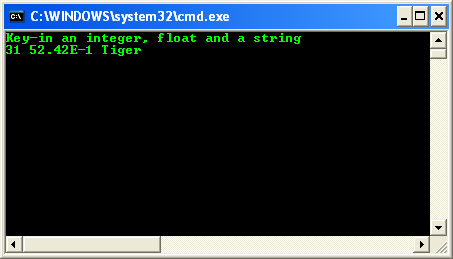 C:\WINDOWS\system32\cmd.exe
Key-in an integer, float and a string
31 52.42E-1 Tiger